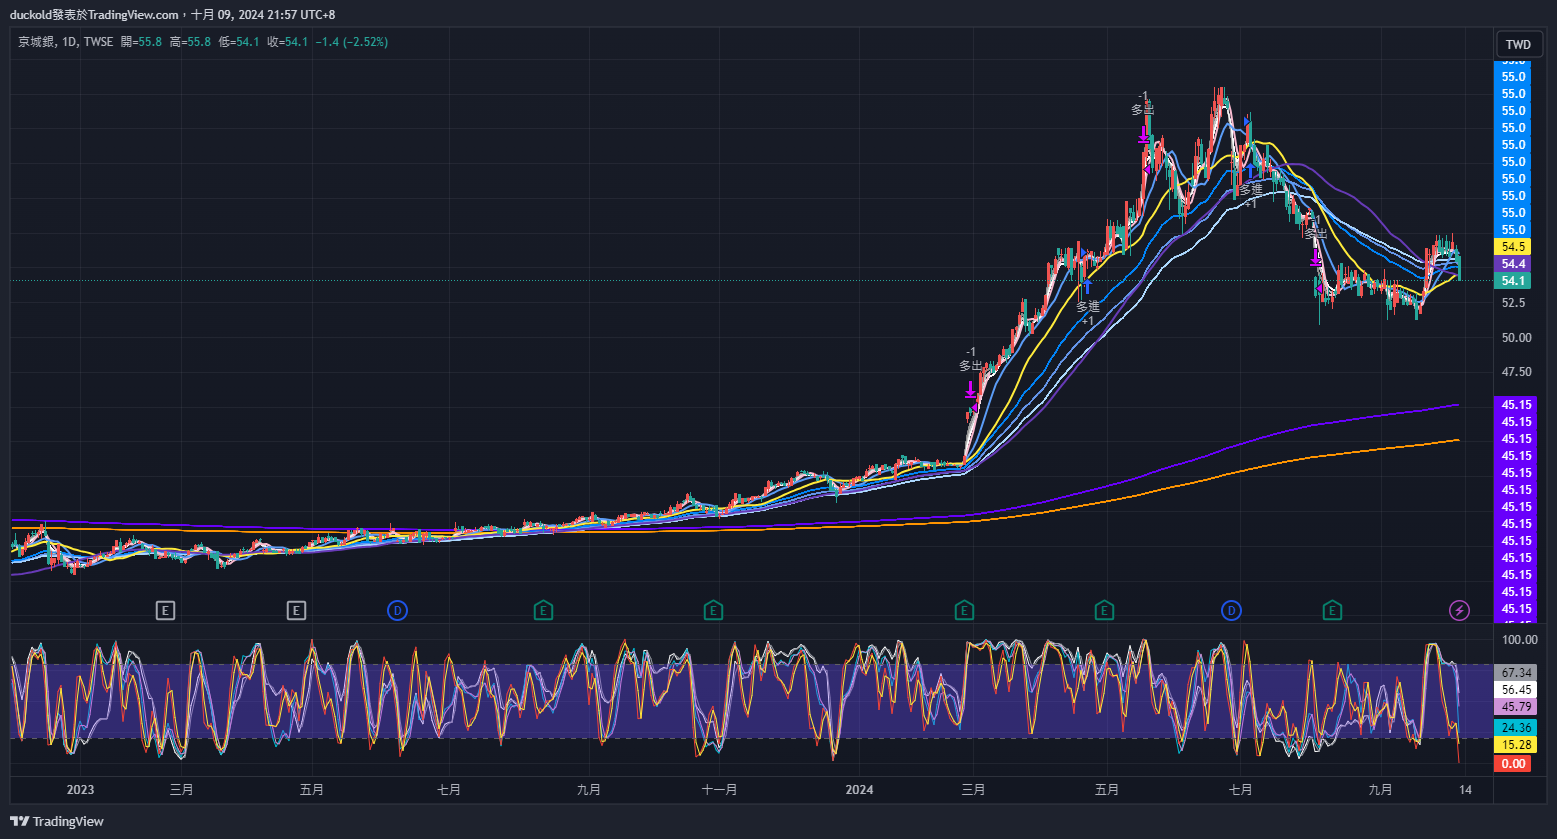 duckold發表於TradingView.com，十月 09, 2024 21:57 UTC+8
京城銀, 1D, TWSE 開=55.8 高=55.8 低=54.1 收=54.1 −1.4 (−2.52%)
TWD
55.0
55.0
55.0
55.0
55.0
55.0
55.0
55.0
55.0
55.0
54.5
54.4
54.1
52.5
50.00
47.50
45.15
45.15
45.15
45.15
45.15
45.15
45.15
45.15
45.15
45.15
45.15
45.15
45.15
-1
多出
-1
多出
多進
+1
多進
+1
-1
多出
E
E
D
E
E
E
E
D
E
100.00
67.34
56.45
45.79
24.36
15.28
0.00
2023
三月
五月
七月
九月
十一月
2024
三月
五月
七月
九月
14
TradingView